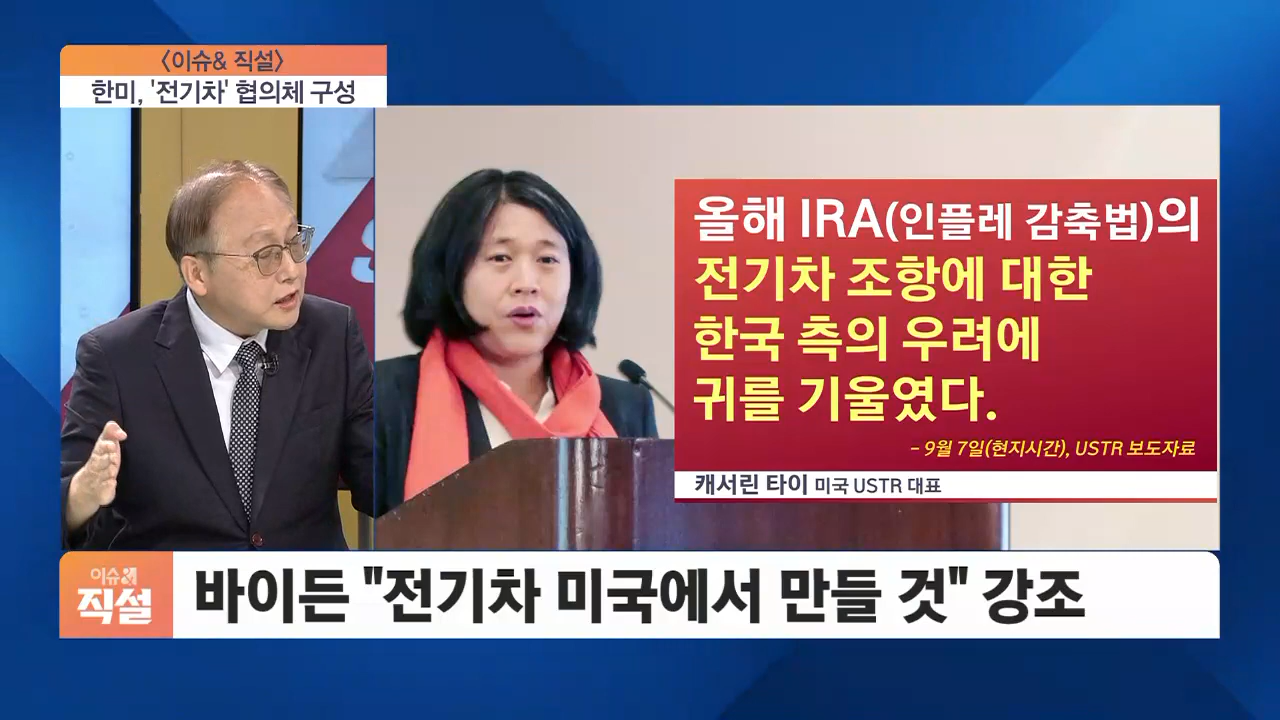 〈이슈& 직설〉
한미, '전기차' 협의체 구성
올해 IRA(인플레 감축법)의
전기차 조항에 대한
한국 측의 우려에
귀를 기울였다.
- 9월 7일(현지시간), USTR 보도자료
캐서린 타이 미국 USTR 대표
이슈&
직설
바이든 "전기차 미국에서 만들 것" 강조